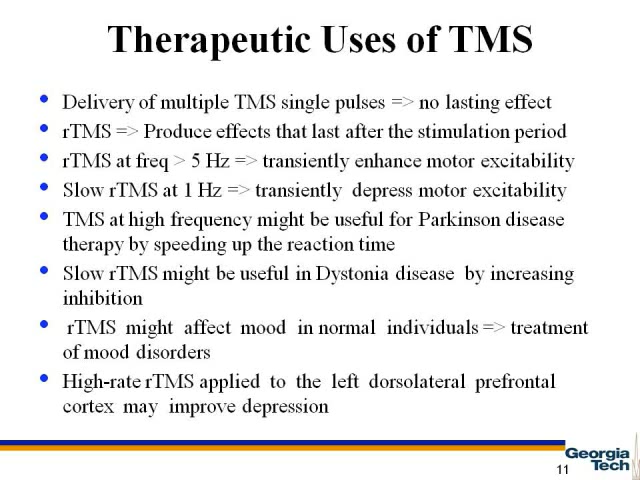 Therapeutic Uses of TMS
• Delivery of multiple TMS single pulses => no lasting effect
• rTMS => Produce effects that last after the stimulation period
• rTMS at freq > 5 Hz => transiently enhance motor excitability
• Slow rTMS at 1 Hz => transiently depress motor excitability
• TMS at high frequency might be useful for Parkinson disease
therapy by speeding up the reaction time
• Slow rTMS might be useful in Dystonia disease by increasing
inhibition
• rTMS might affect mood in normal individuals => treatment
of mood disorders
• High-rate rTMS applied to the left dorsolateral prefrontal
cortex may improve depression
Georgia
Tech
11